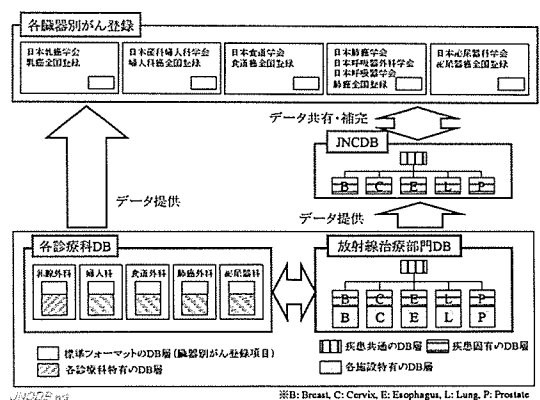 各臓器別がん登録
日本乳癌学会
乳癌全国登録
日本産科婦人科学会
婦人科癌全国登録
日本食道学会
食道癌全国登録
日本肺癌学会
日本呼吸器外科学会
日本呼吸器学会
肺癌全国登録
日本泌尿器科学会
泌尿器癌全国登録
データ共有・補完
JNCDB
B C E L P
データ提供
データ提供
各診療科DB
乳腺外科 婦人科 食道外科 肺癌外科 泌尿器科
放射線治療部門DB
B C E L P
B C E L P
標準フォーマットのDB層(臓器別がん登録項目)
各診療科特有のDB層
疾患共通のDB層
疾患固有のDB層
各施設特有のDB層
※B: Breast, C: Cervix, E: Esophagus, L: Lung, P: Prostate